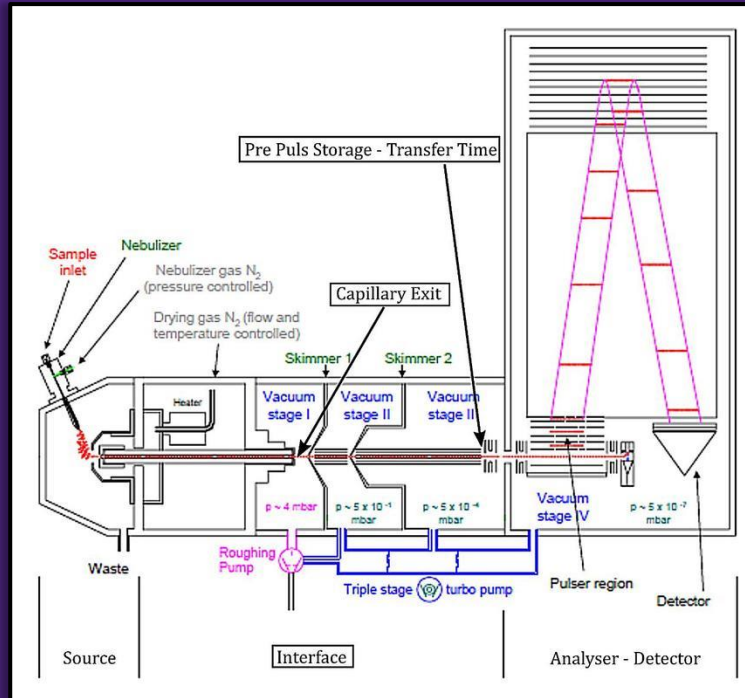 Pre Puls Storage - Transfer Time
Sample
inlet
Nebulizer
Nebulizer gas N2
(pressure controlled)
Capillary Exit
Drying gas N2 (flow and
temperature controlled)
Skimmer 1
Skimmer 2
Heater
Vacuum
stage I
Vacuum
stage II
Vacuum
stage II
p ~ 4 mbar
p ~ 5 x 10⁻¹
mbar
p ~ 5 x 10⁻⁴
mbar
Vacuum
stage IV
p ~ 5 x 10⁻⁷
mbar
Waste
Roughing
Pump
Triple stage turbo pump
Pulser region
Detector
Source
Interface
Analyser - Detector